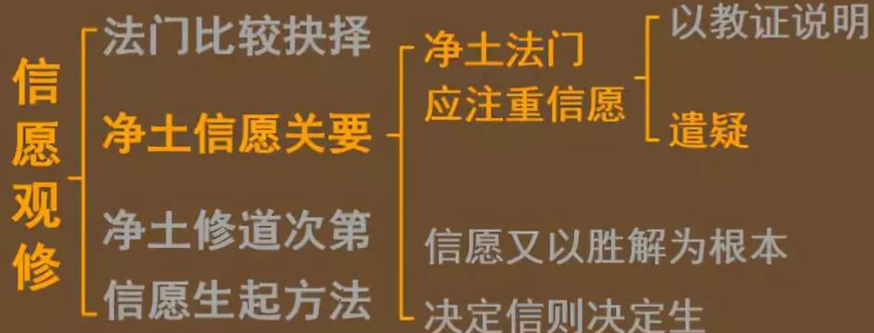 信愿观修
法门比较抉择
净土信愿关要
净土修道次第
信愿生起方法
净土法门
应注重信愿
信愿又以胜解为根本
决定信则决定生
以教证说明
遣疑